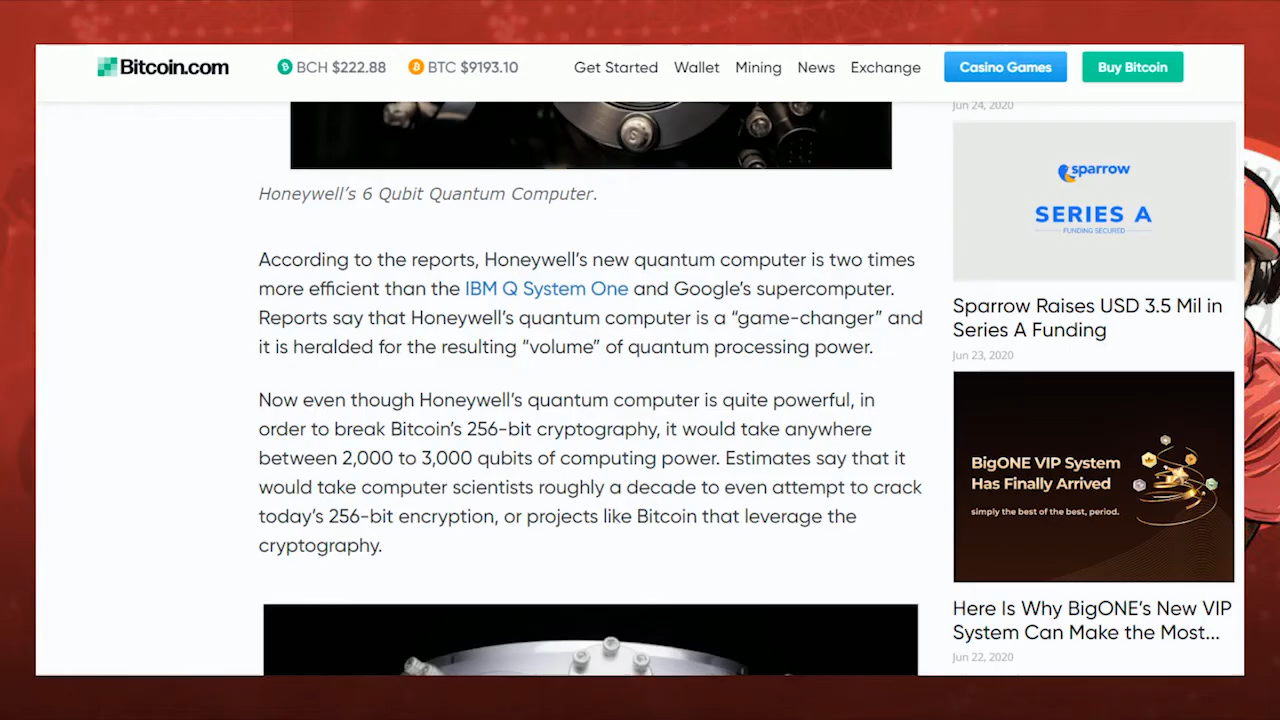 Bitcoin.com
BCH $222.88
BTC $9193.10
Get Started
Wallet
Mining
News
Exchange
Casino Games
Buy Bitcoin
Honeywell's 6 Qubit Quantum Computer.
According to the reports, Honeywell's new quantum computer is two times
more efficient than the IBM Q System One and Google's supercomputer.
Reports say that Honeywell's quantum computer is a “game-changer” and
it is heralded for the resulting “volume” of quantum processing power.
Now even though Honeywell's quantum computer is quite powerful, in
order to break Bitcoin's 256-bit cryptography, it would take anywhere
between 2,000 to 3,000 qubits of computing power. Estimates say that it
would take computer scientists roughly a decade to even attempt to crack
today's 256-bit encryption, or projects like Bitcoin that leverage the
cryptography.
Jun 24, 2020
sparrow
SERIES A
FUNDING SECURED
Sparrow Raises USD 3.5 Mil in
Series A Funding
Jun 23, 2020
BigONE VIP System
Has Finally Arrived
simply the best of the best, period.
Here Is Why BigONE's New VIP
System Can Make the Most...
Jun 22, 2020